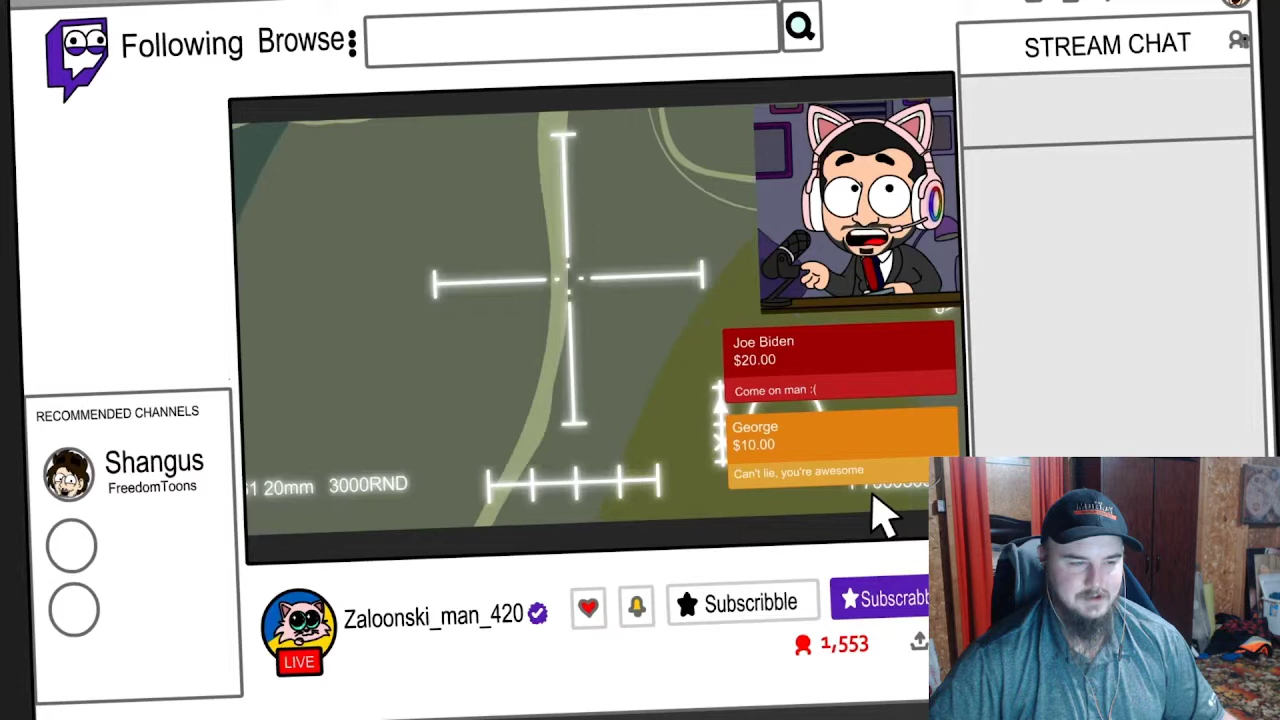 Following Browse
STREAM CHAT
Joe Biden
$20.00
Come on man :(
George
$10.00
Can't lie, you're awesome
RECOMMENDED CHANNELS
Shangus
FreedomToons
20mm 3000RND
Zaloonski_man_420
Subscribble
LIVE
1,553